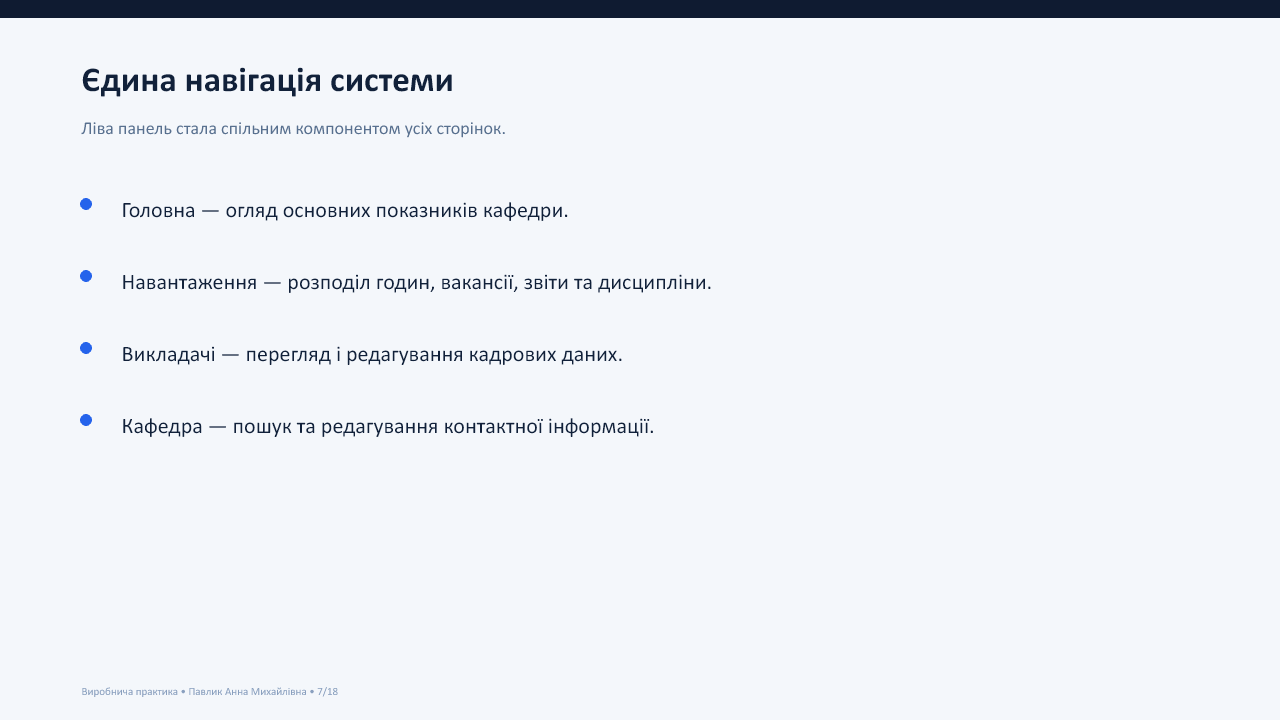 Єдина навігація системи
Ліва панель стала спільним компонентом усіх сторінок.
Головна — огляд основних показників кафедри.
Навантаження — розподіл годин, вакансії, звіти та дисципліни.
Викладачі — перегляд і редагування кадрових даних.
Кафедра — пошук та редагування контактної інформації.
Виробнича практика • Павлик Анна Михайлівна • 7/18